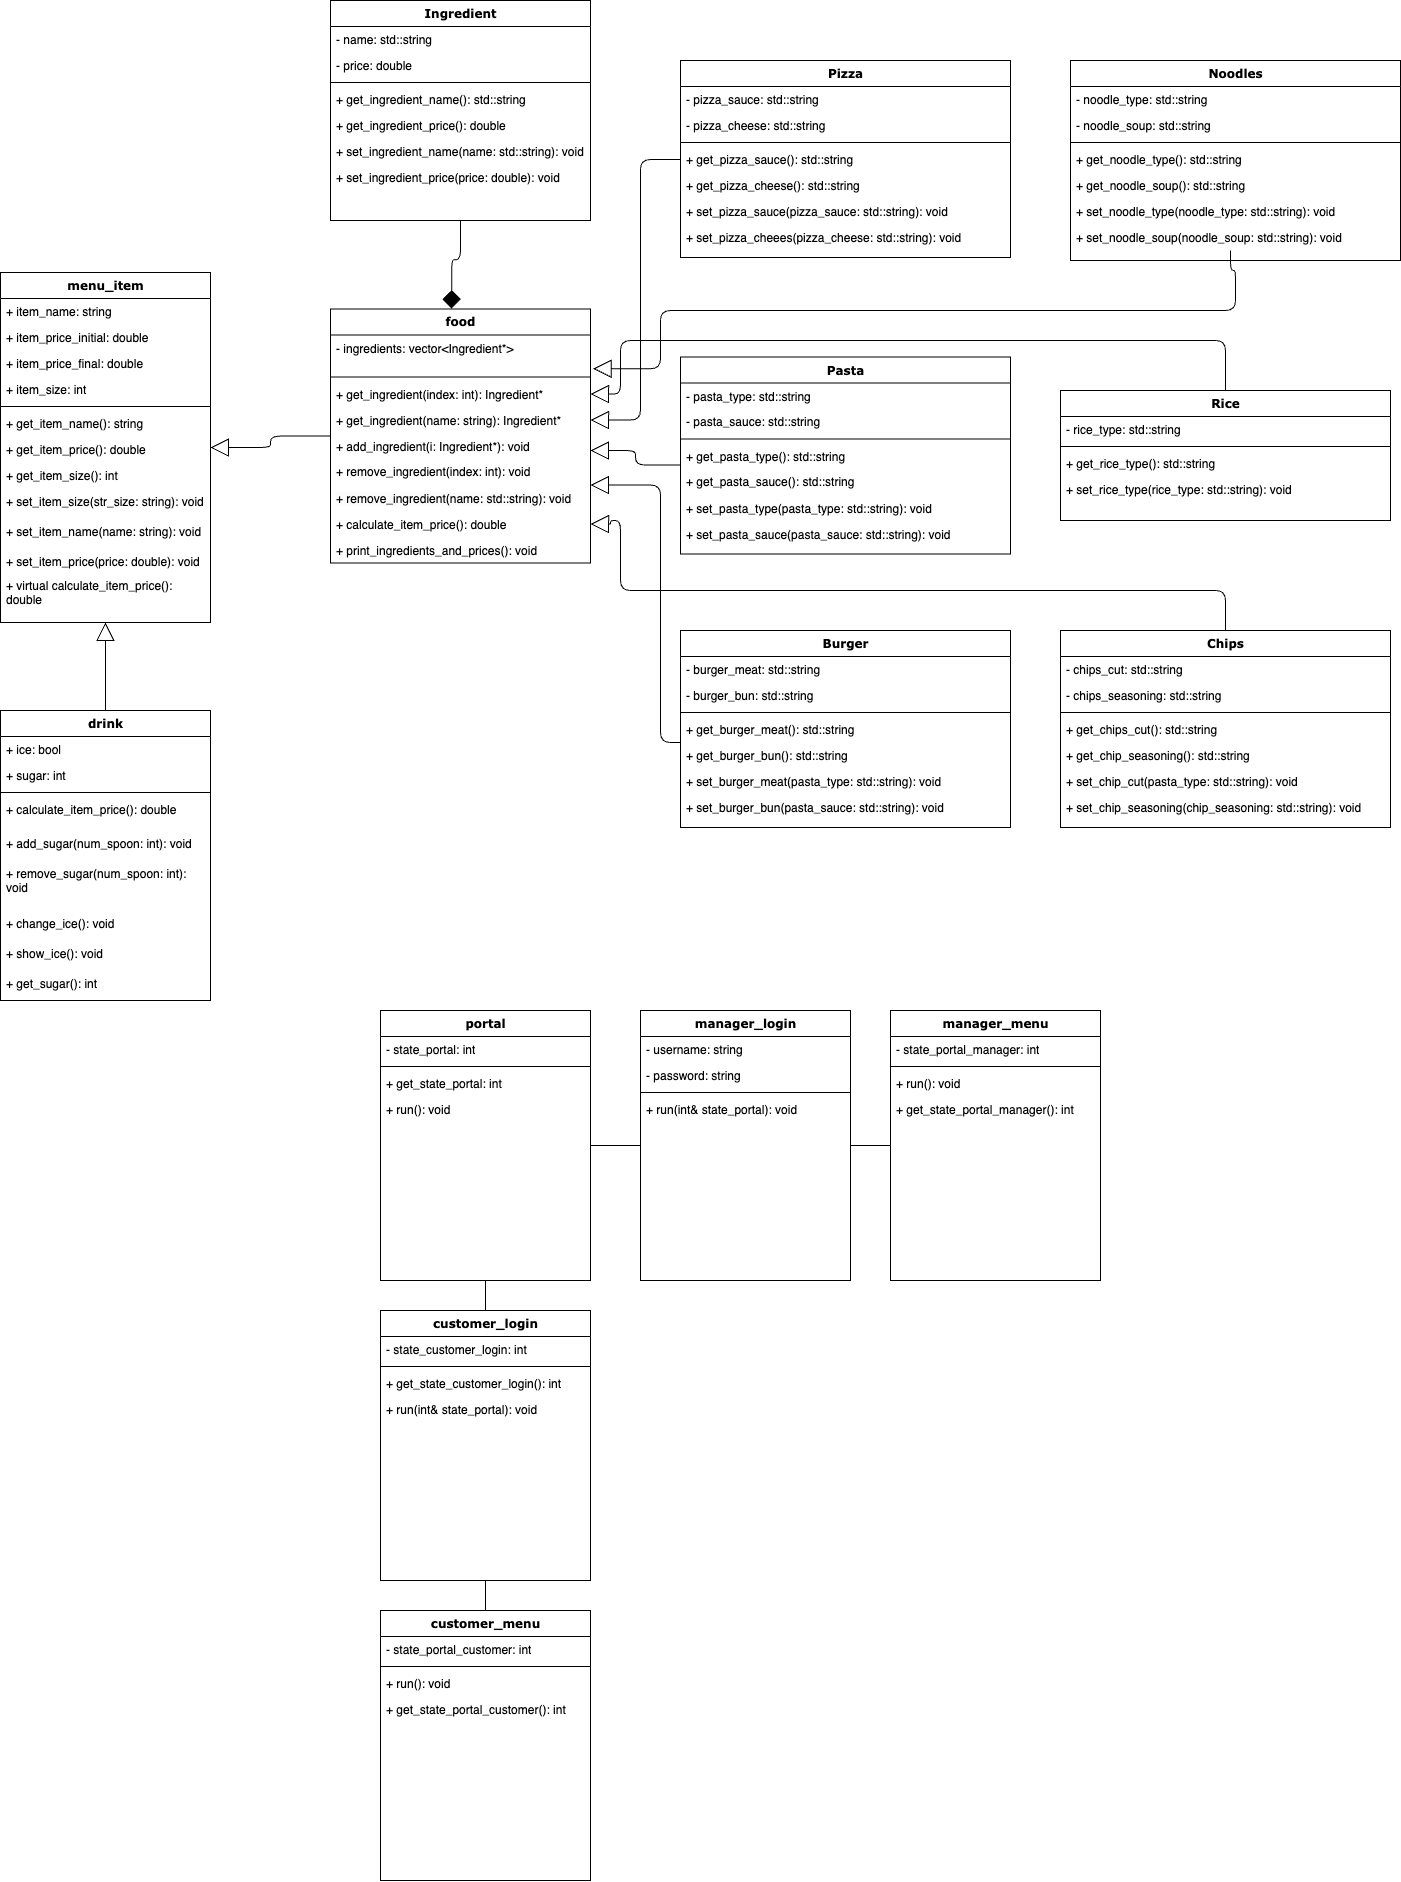 Ingredient
- name: std::string
- price: double
+ get_ingredient_name(): std::string
+ get_ingredient_price(): double
+ set_ingredient_name(name: std::string): void
+ set_ingredient_price(price: double): void
Pizza
- pizza_sauce: std::string
- pizza_cheese: std::string
+ get_pizza_sauce(): std::string
+ get_pizza_cheese(): std::string
+ set_pizza_sauce(pizza_sauce: std::string): void
+ set_pizza_cheees(pizza_cheese: std::string): void
Noodles
- noodle_type: std::string
- noodle_soup: std::string
+ get_noodle_type(): std::string
+ get_noodle_soup(): std::string
+ set_noodle_type(noodle_type: std::string): void
+ set_noodle_soup(noodle_soup: std::string): void
menu_item
+ item_name: string
+ item_price_initial: double
+ item_price_final: double
+ item_size: int
+ get_item_name(): string
+ get_item_price(): double
+ get_item_size(): int
+ set_item_size(str_size: string): void
+ set_item_name(name: string): void
+ set_item_price(price: double): void
+ virtual calculate_item_price():
double
food
- ingredients: vector<Ingredient*>
+ get_ingredient(index: int): Ingredient*
+ get_ingredient(name: string): Ingredient*
+ add_ingredient(i: Ingredient*): void
+ remove_ingredient(index: int): void
+ remove_ingredient(name: std::string): void
+ calculate_item_price(): double
+ print_ingredients_and_prices(): void
Pasta
- pasta_type: std::string
- pasta_sauce: std::string
+ get_pasta_type(): std::string
+ get_pasta_sauce(): std::string
+ set_pasta_type(pasta_type: std::string): void
+ set_pasta_sauce(pasta_sauce: std::string): void
Rice
- rice_type: std::string
+ get_rice_type(): std::string
+ set_rice_type(rice_type: std::string): void
Burger
- burger_meat: std::string
- burger_bun: std::string
+ get_burger_meat(): std::string
+ get_burger_bun(): std::string
+ set_burger_meat(pasta_type: std::string): void
+ set_burger_bun(pasta_sauce: std::string): void
Chips
- chips_cut: std::string
- chips_seasoning: std::string
+ get_chips_cut(): std::string
+ get_chip_seasoning(): std::string
+ set_chip_cut(pasta_type: std::string): void
+ set_chip_seasoning(chip_seasoning: std::string): void
drink
+ ice: bool
+ sugar: int
+ calculate_item_price(): double
+ add_sugar(num_spoon: int): void
+ remove_sugar(num_spoon: int):
void
+ change_ice(): void
+ show_ice(): void
+ get_sugar(): int
portal
- state_portal: int
+ get_state_portal: int
+ run(): void
manager_login
- username: string
- password: string
+ run(int& state_portal): void
manager_menu
- state_portal_manager: int
+ run(): void
+ get_state_portal_manager(): int
customer_login
- state_customer_login: int
+ get_state_customer_login(): int
+ run(int& state_portal): void
customer_menu
- state_portal_customer: int
+ run(): void
+ get_state_portal_customer(): int